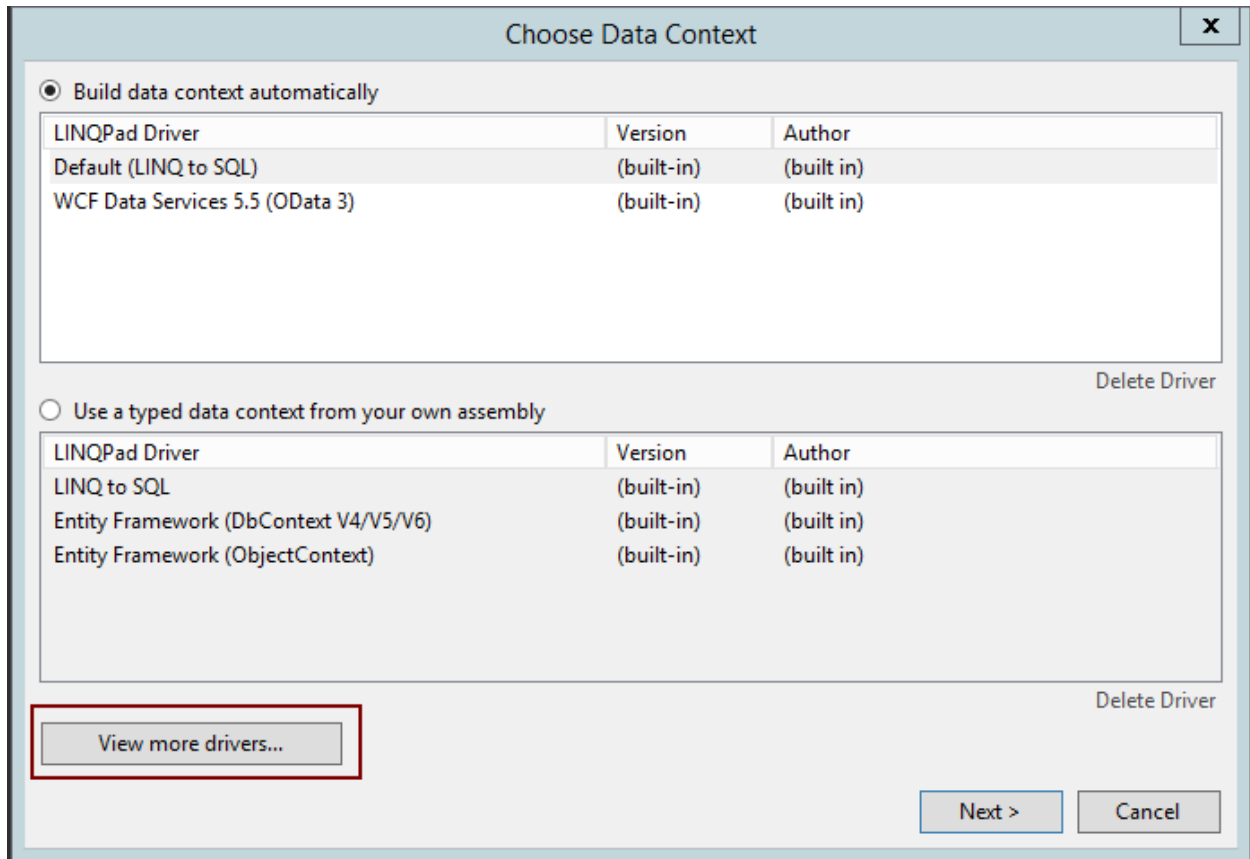 Choose Data Context
x
Build data context automatically
LINQPad Driver Version Author
Default (LINQ to SQL) (built-in) (built in)
WCF Data Services 5.5 (OData 3) (built-in) (built in)
Delete Driver
Use a typed data context from your own assembly
LINQPad Driver Version Author
LINQ to SQL (built-in) (built in)
Entity Framework (DbContext V4/V5/V6) (built-in) (built in)
Entity Framework (ObjectContext) (built-in) (built in)
Delete Driver
View more drivers...
Next > Cancel